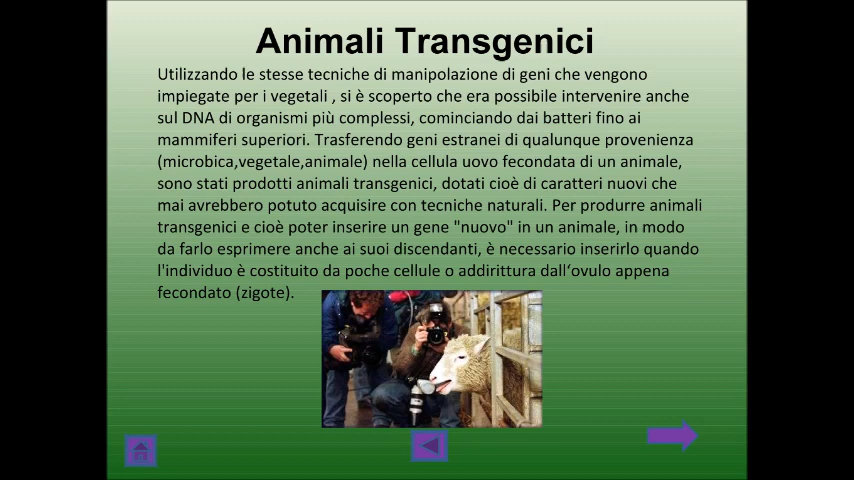 Animali Transgenici
Utilizzando le stesse tecniche di manipolazione di geni che vengono
impiegate per i vegetali , si è scoperto che era possibile intervenire anche
sul DNA di organismi più complessi, cominciando dai batteri fino ai
mammiferi superiori. Trasferendo geni estranei di qualunque provenienza
(microbica,vegetale,animale) nella cellula uovo fecondata di un animale,
sono stati prodotti animali transgenici, dotati cioè di caratteri nuovi che
mai avrebbero potuto acquisire con tecniche naturali. Per produrre animali
transgenici e cioè poter inserire un gene "nuovo" in un animale, in modo
da farlo esprimere anche ai suoi discendanti, è necessario inserirlo quando
l'individuo è costituito da poche cellule o addirittura dall‘ovulo appena
fecondato (zigote).